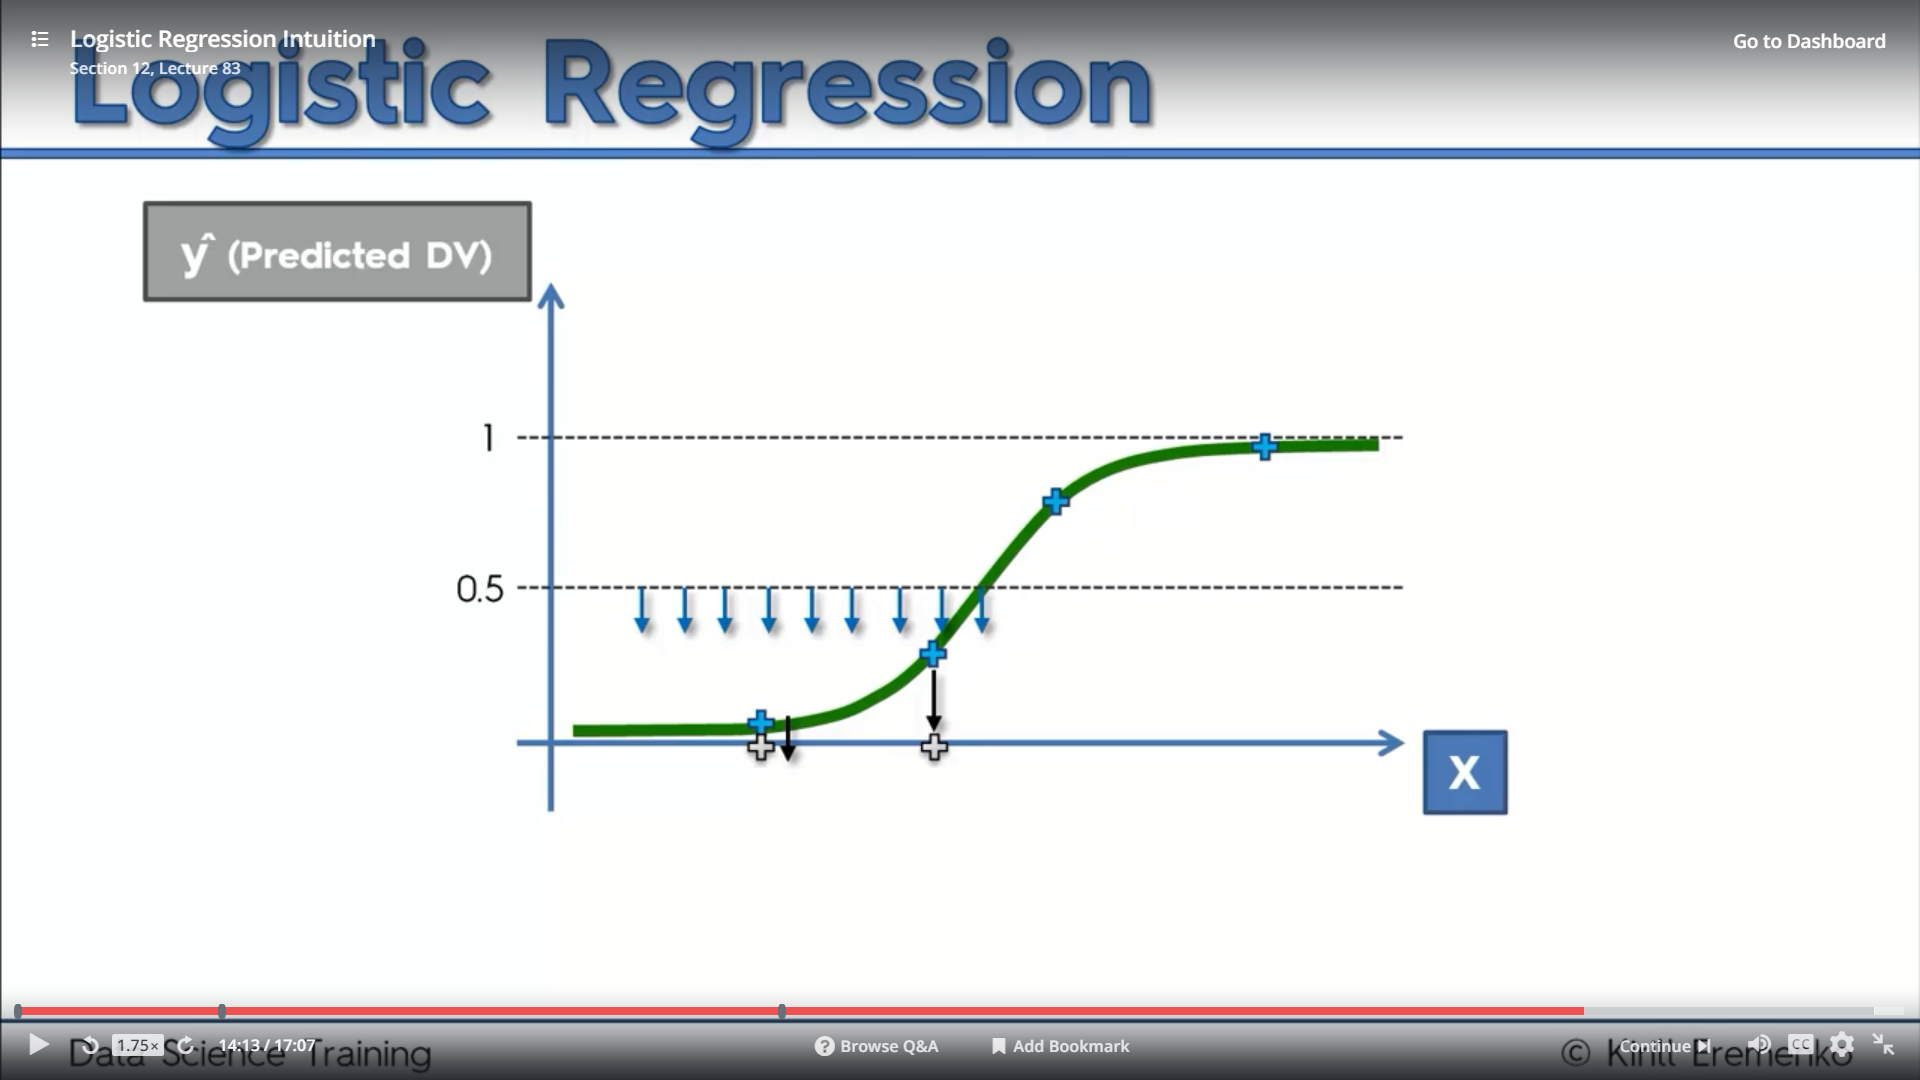 Logistic Regression Intuition
Go to Dashboard
Section 12, Lecture 83
Logistic Regression
ŷ (Predicted DV)
1
0.5
X
1.75×
14:13 / 17:07
Browse Q&A
Add Bookmark
Continue
CC
Data Science Training
© Kirill Eremenko